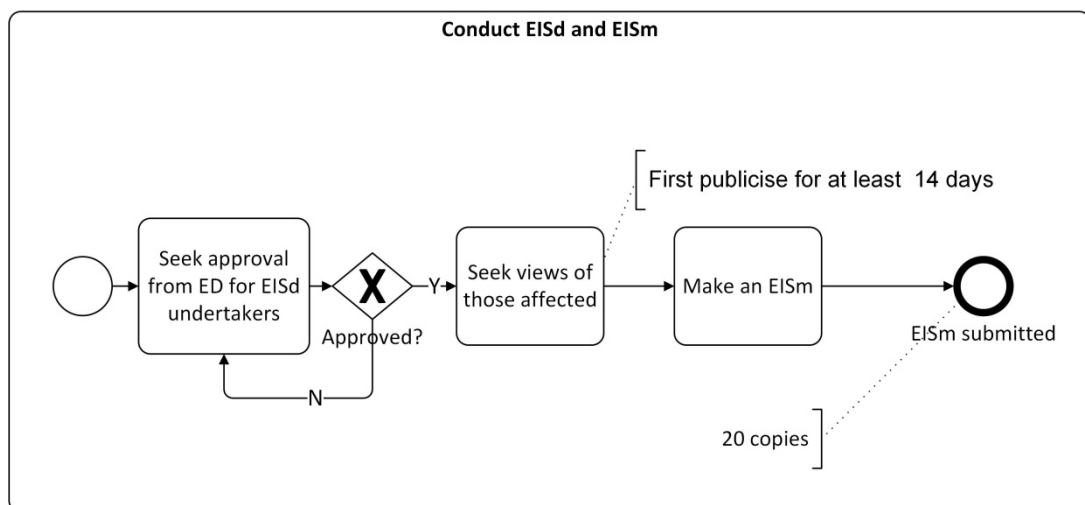 Conduct EISd and EISm
First publicise for at least  14 days
Seek approval
from ED for EISd
undertakers
X
Approved?
Y
N
Seek views of
those affected
Make an EISm
EISm submitted
20 copies